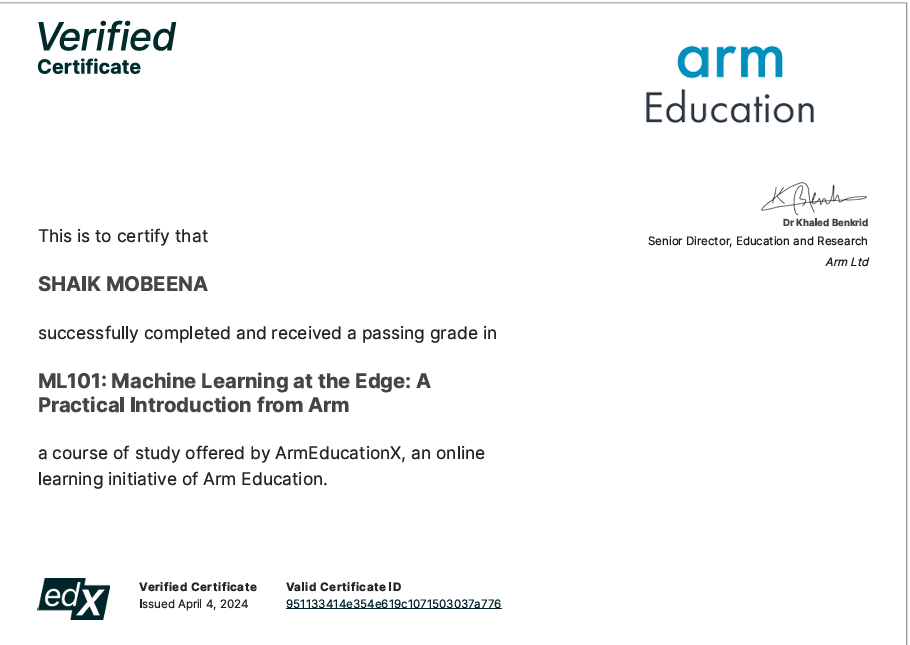 Verified
Certificate
arm
Education
Dr Khaled Benkrid
Senior Director, Education and Research
Arm Ltd
This is to certify that
SHAIK MOBEENA
successfully completed and received a passing grade in
ML101: Machine Learning at the Edge: A
Practical Introduction from Arm
a course of study offered by ArmEducationX, an online
learning initiative of Arm Education.
edX
Verified Certificate
Issued April 4, 2024
Valid Certificate ID
951133414e354e619c1071503037a776